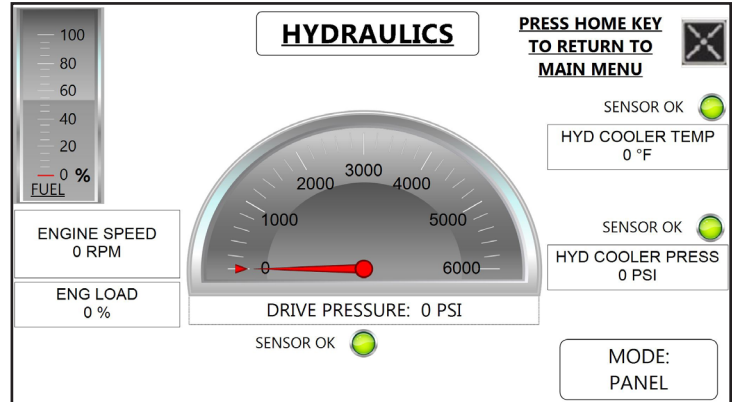 HYDRAULICS
PRESS HOME KEY
TO RETURN TO
MAIN MENU
100
80
60
40
20
0 %
FUEL
ENGINE SPEED
0 RPM
ENG LOAD
0 %
0
1000
2000
3000
4000
5000
6000
DRIVE PRESSURE: 0 PSI
SENSOR OK
SENSOR OK
HYD COOLER TEMP
0 °F
SENSOR OK
HYD COOLER PRESS
0 PSI
MODE:
PANEL